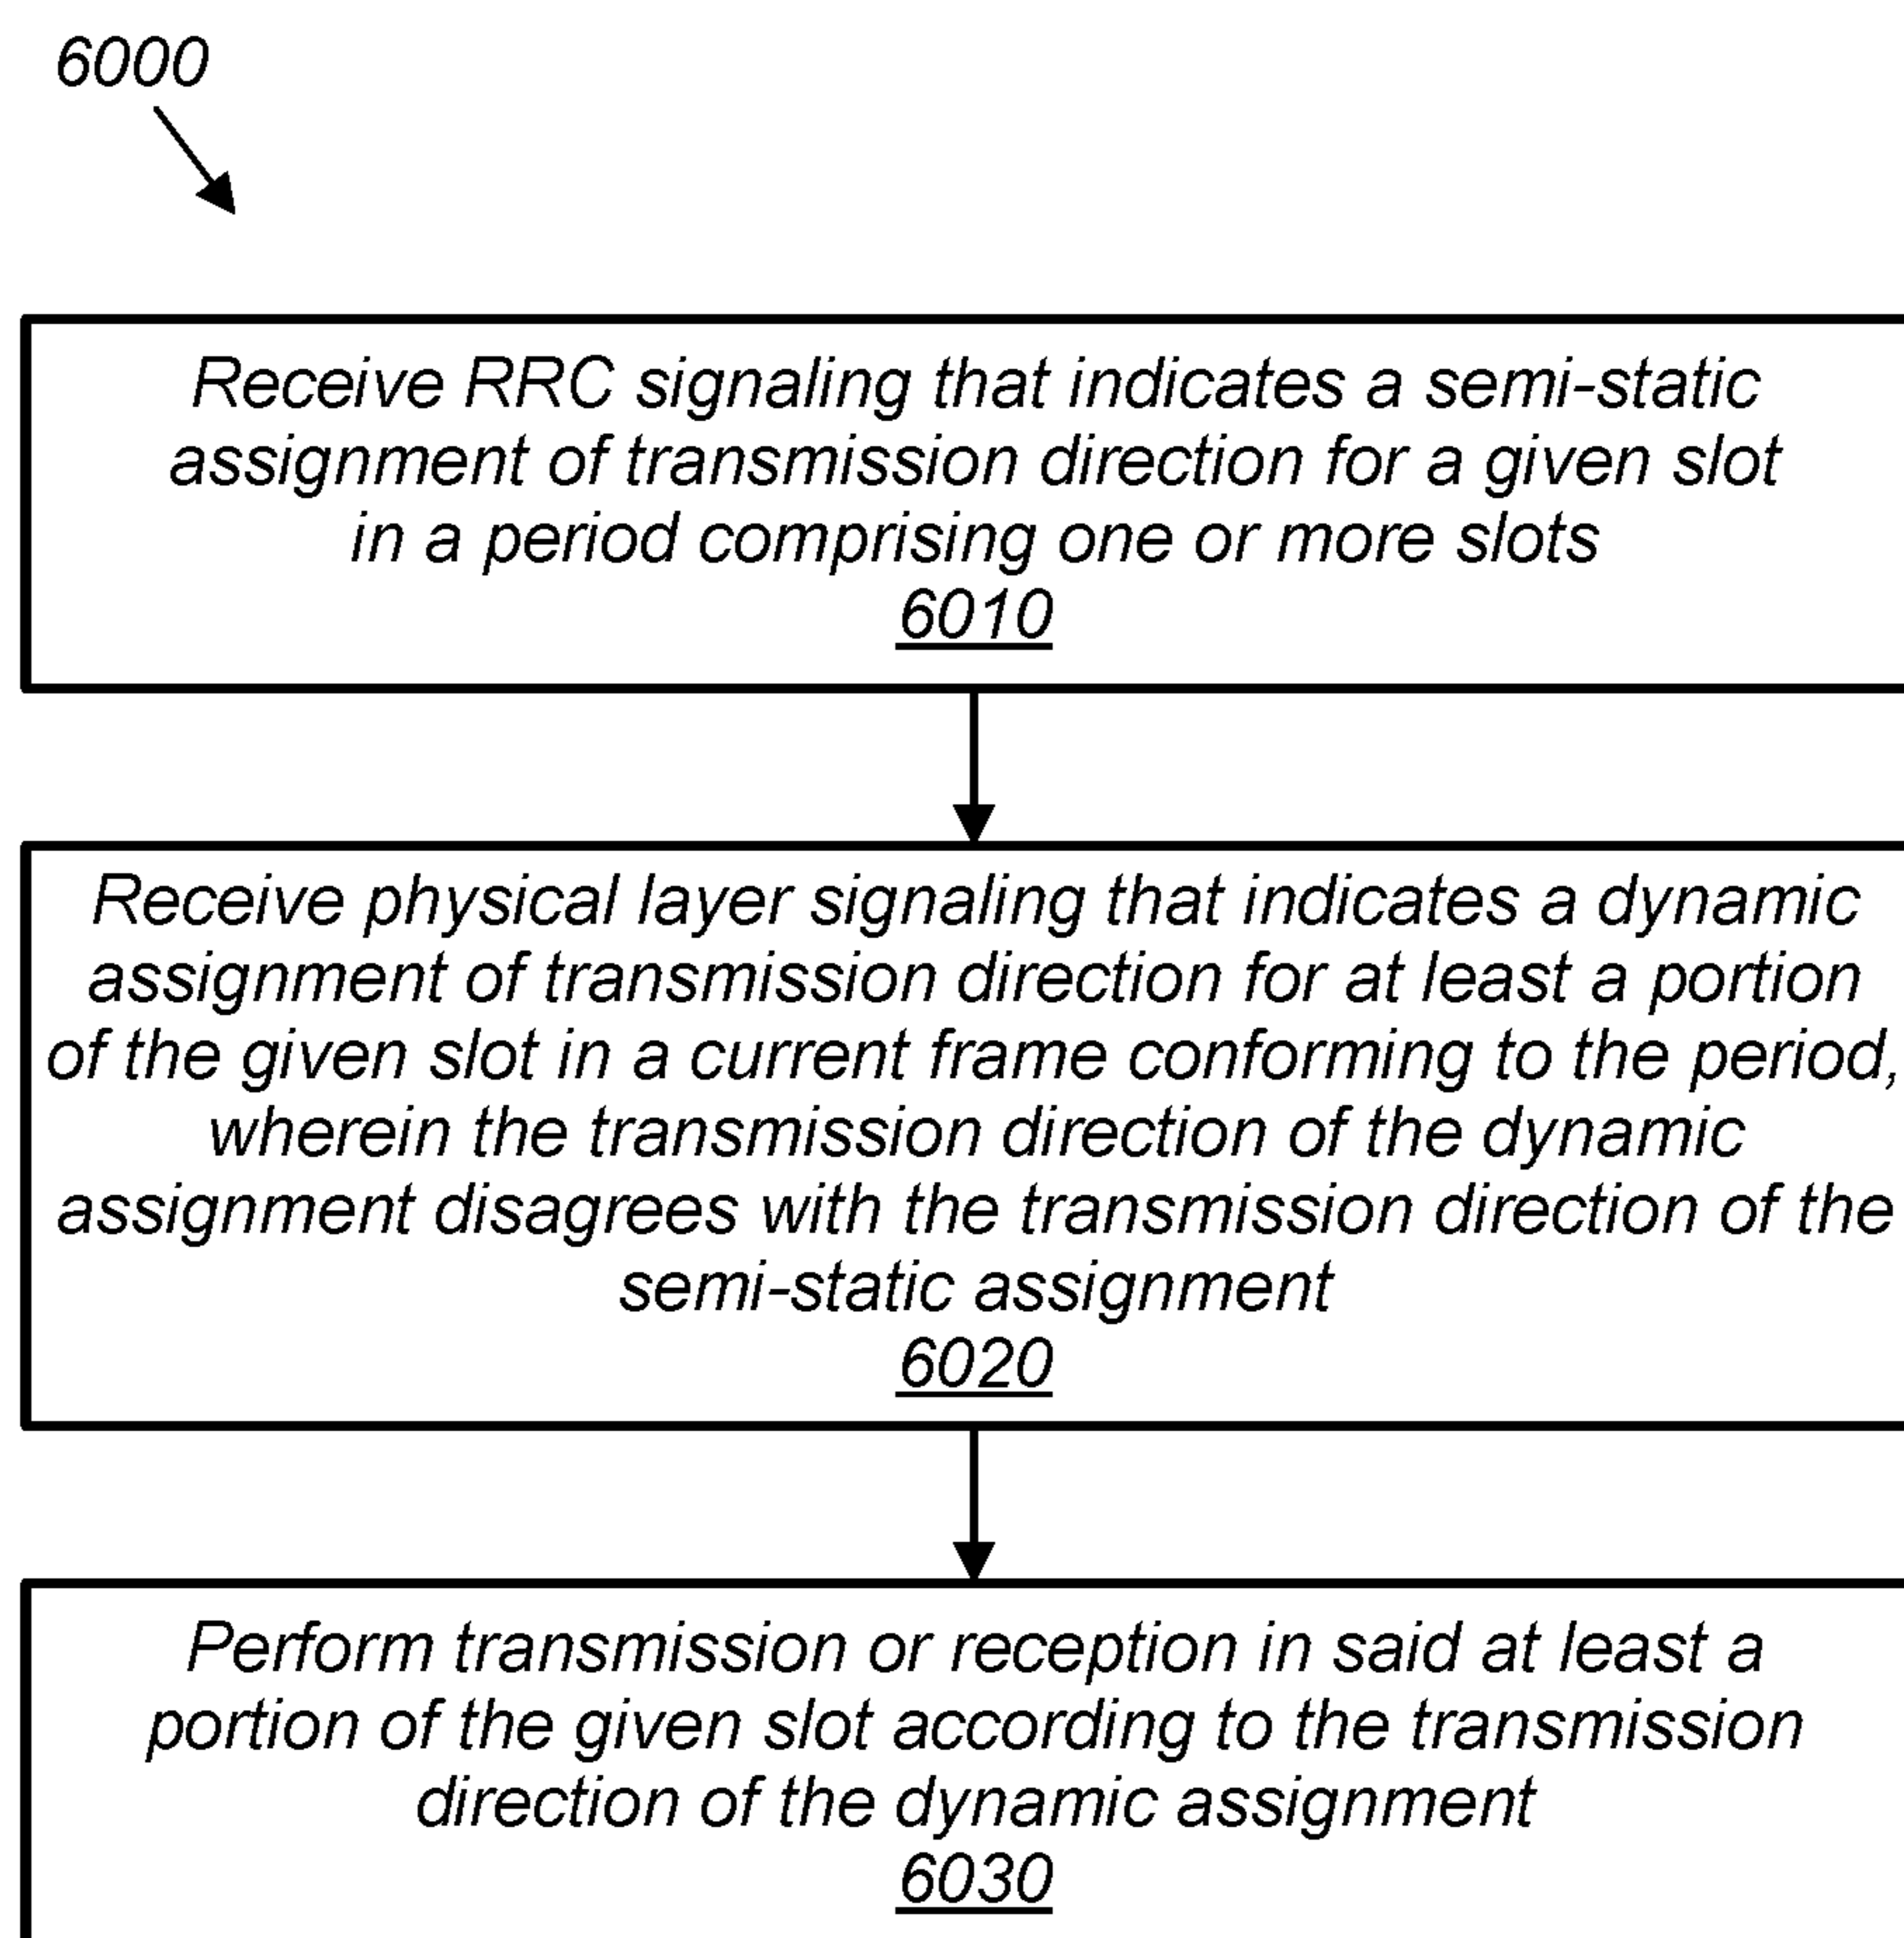 6000
Receive RRC signaling that indicates a semi-static
assignment of transmission direction for a given slot
in a period comprising one or more slots
6010
Receive physical layer signaling that indicates a dynamic
assignment of transmission direction for at least a portion
of the given slot in a current frame conforming to the period,
wherein the transmission direction of the dynamic
assignment disagrees with the transmission direction of the
semi-static assignment
6020
Perform transmission or reception in said at least a
portion of the given slot according to the transmission
direction of the dynamic assignment
6030